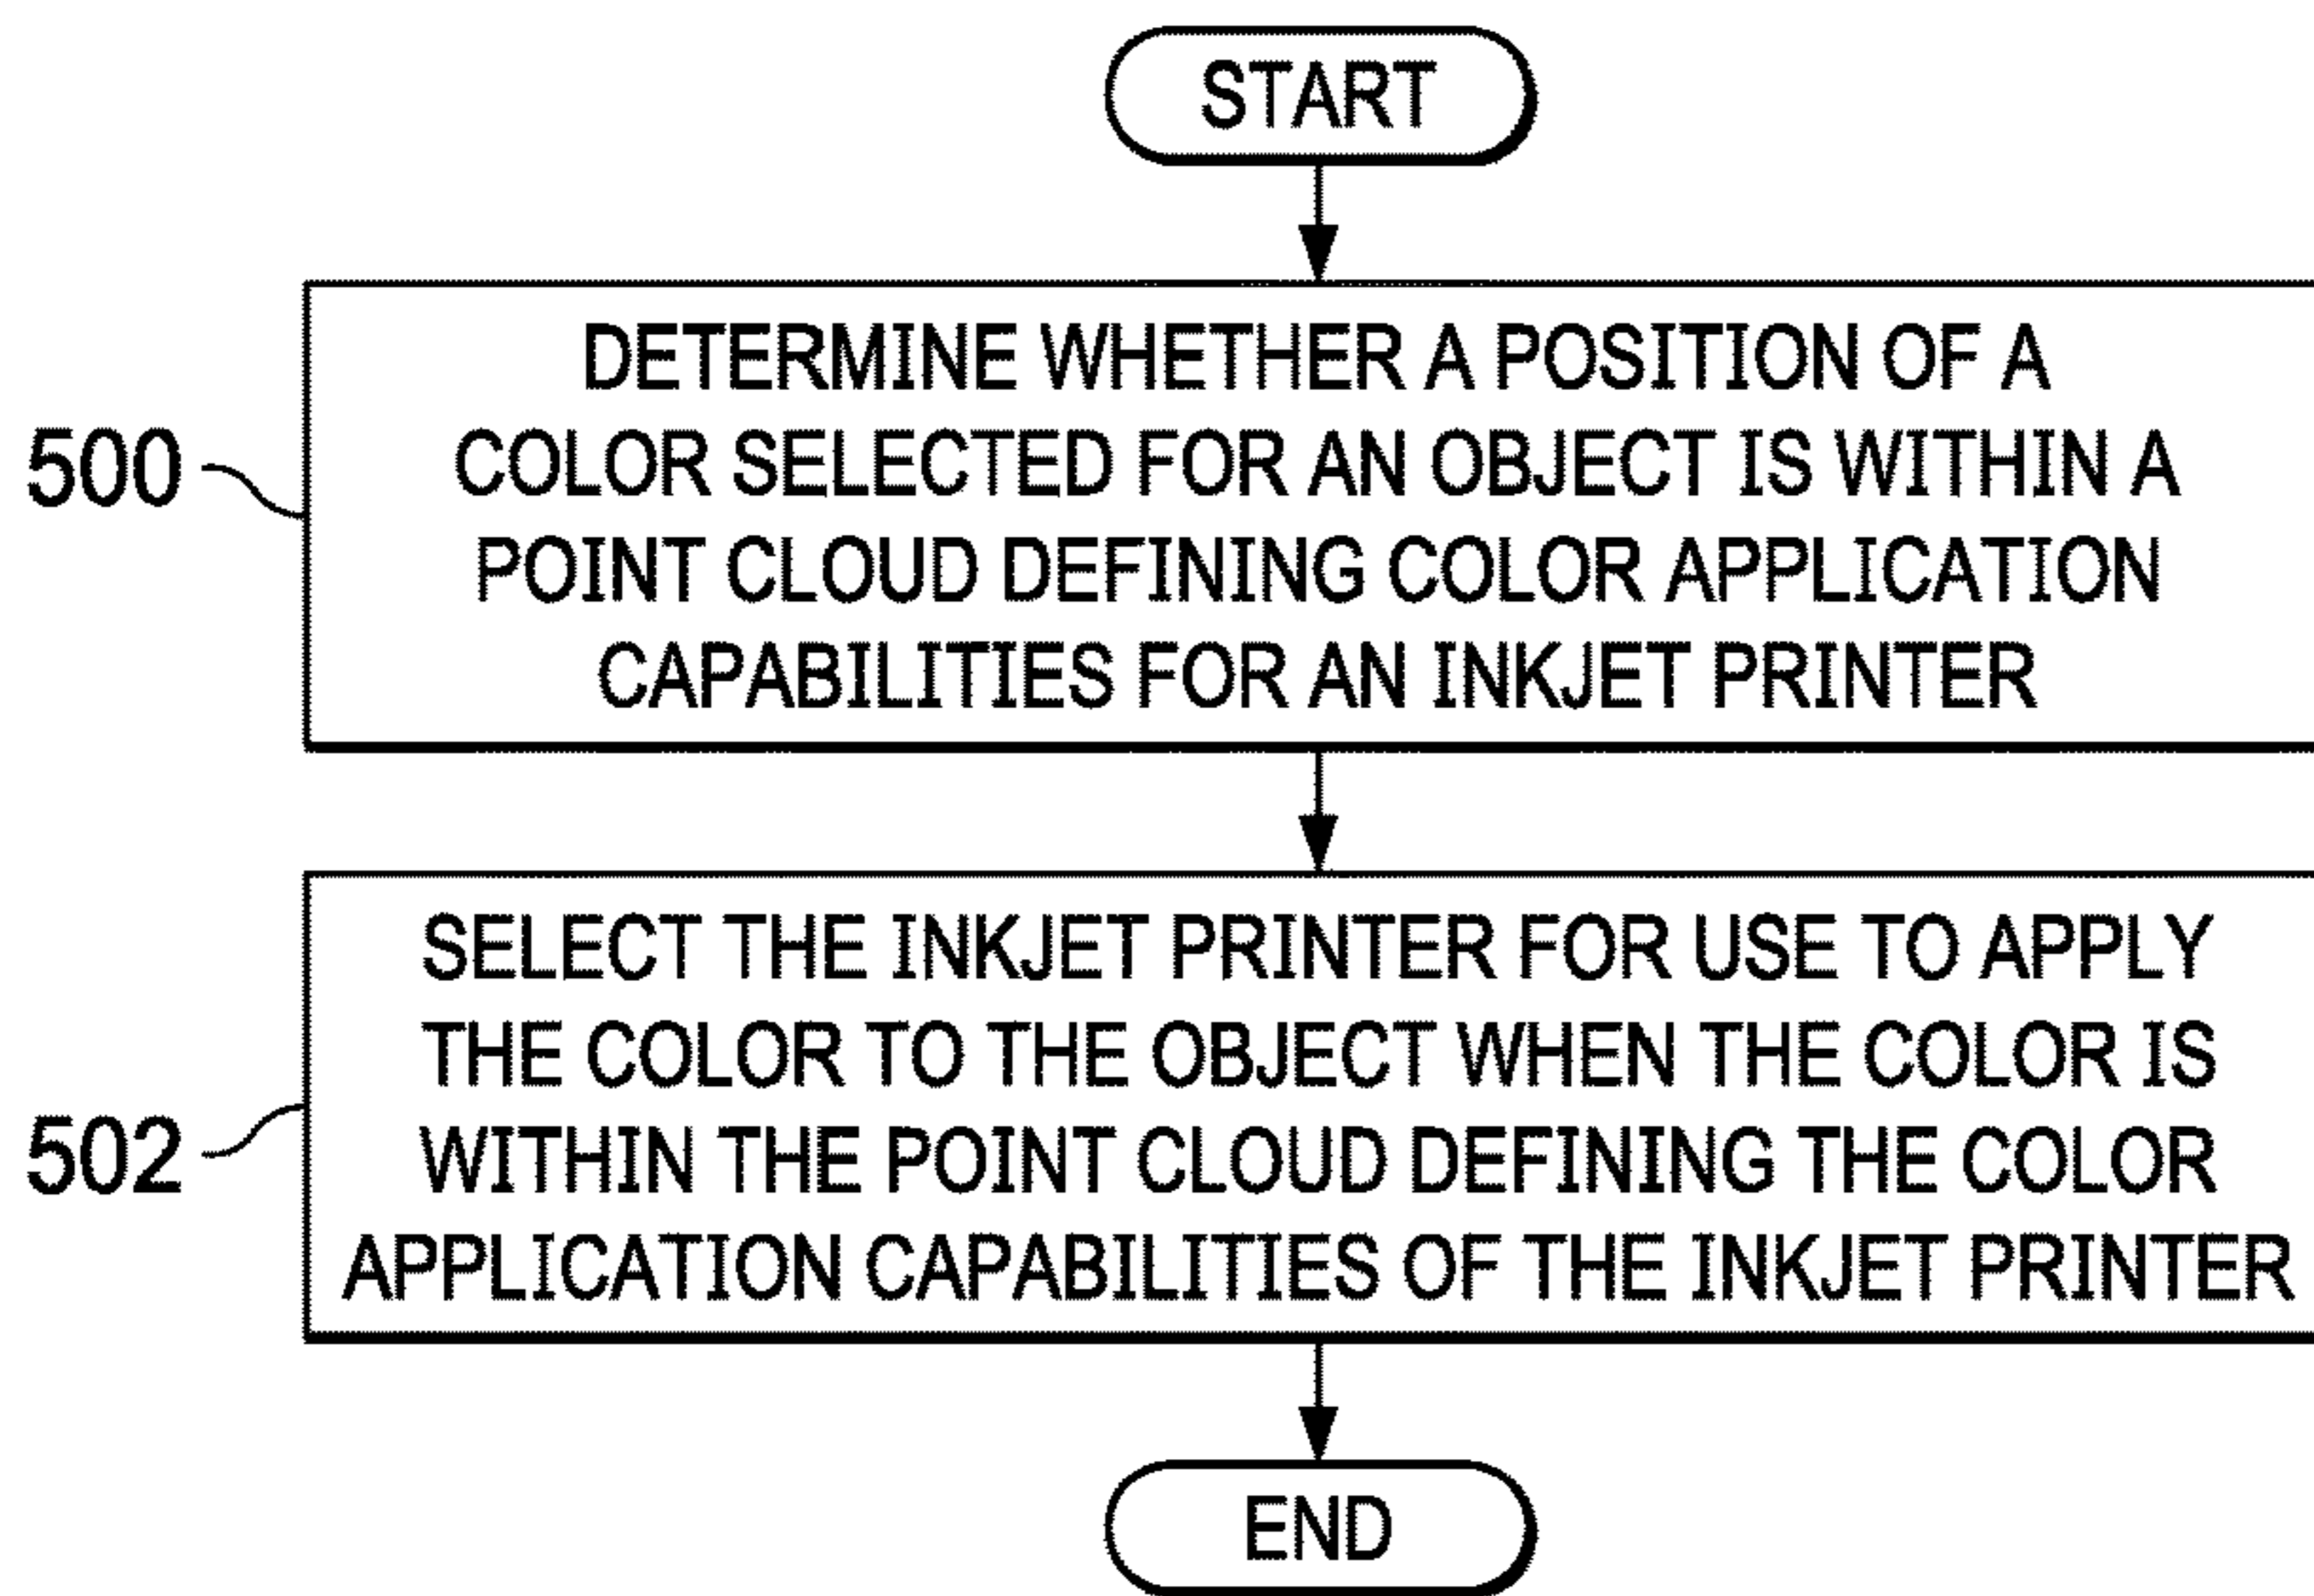 START
DETERMINE WHETHER A POSITION OF A
COLOR SELECTED FOR AN OBJECT IS WITHIN A
POINT CLOUD DEFINING COLOR APPLICATION
CAPABILITIES FOR AN INKJET PRINTER
500
SELECT THE INKJET PRINTER FOR USE TO APPLY
THE COLOR TO THE OBJECT WHEN THE COLOR IS
WITHIN THE POINT CLOUD DEFINING THE COLOR
APPLICATION CAPABILITIES OF THE INKJET PRINTER
502
END